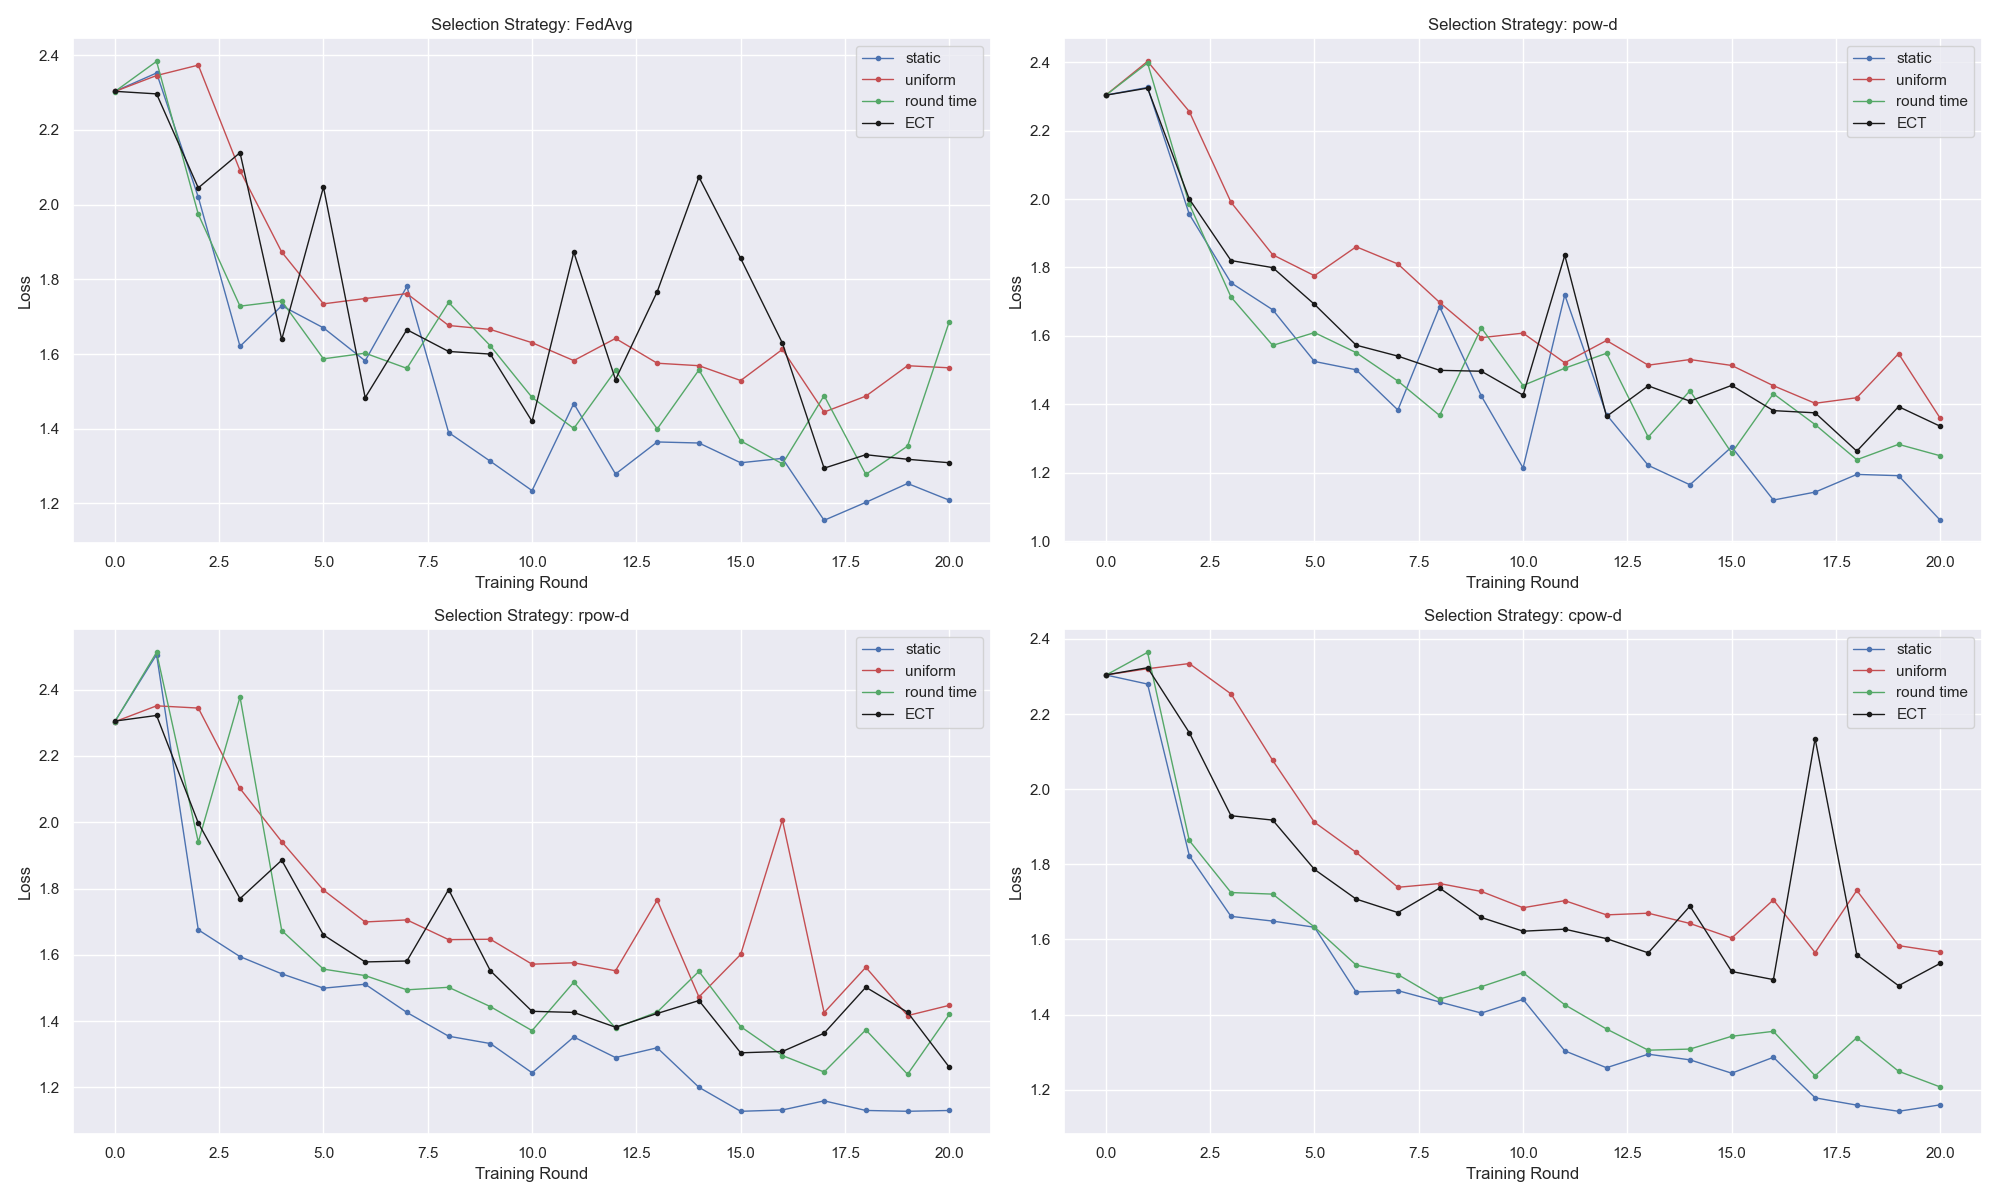 Selection Strategy: FedAvg
2.4
2.2
2.0
1.8
1.6
1.4
1.2
Loss
static
uniform
round time
ECT
0.0 2.5 5.0 7.5 10.0 12.5 15.0 17.5 20.0
Training Round
Selection Strategy: pow-d
2.4
2.2
2.0
1.8
1.6
1.4
1.2
1.0
Loss
static
uniform
round time
ECT
0.0 2.5 5.0 7.5 10.0 12.5 15.0 17.5 20.0
Training Round
Selection Strategy: rpow-d
2.4
2.2
2.0
1.8
1.6
1.4
1.2
Loss
static
uniform
round time
ECT
0.0 2.5 5.0 7.5 10.0 12.5 15.0 17.5 20.0
Training Round
Selection Strategy: cpow-d
2.4
2.2
2.0
1.8
1.6
1.4
1.2
Loss
static
uniform
round time
ECT
0.0 2.5 5.0 7.5 10.0 12.5 15.0 17.5 20.0
Training Round